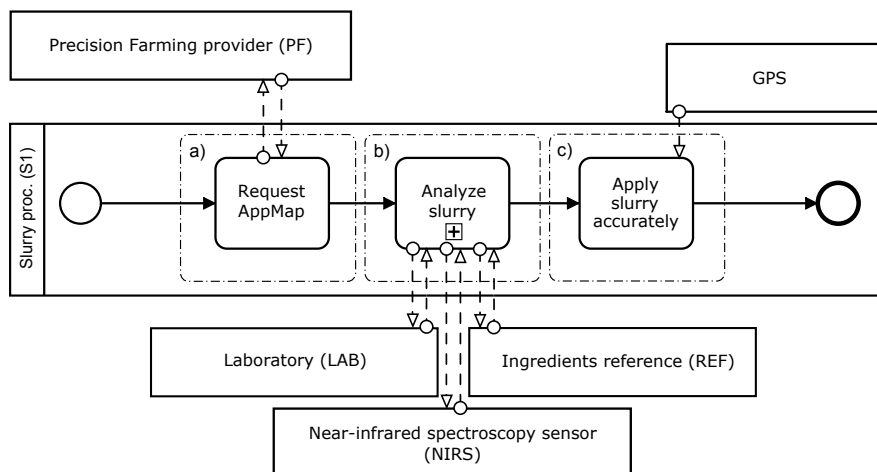 Precision Farming provider (PF)
GPS
Slurry proc. (S1)
a)
Request
AppMap
b)
Analyze
slurry
c)
Apply
slurry
accurately
Laboratory (LAB)
Ingredients reference (REF)
Near-infrared spectroscopy sensor
(NIRS)